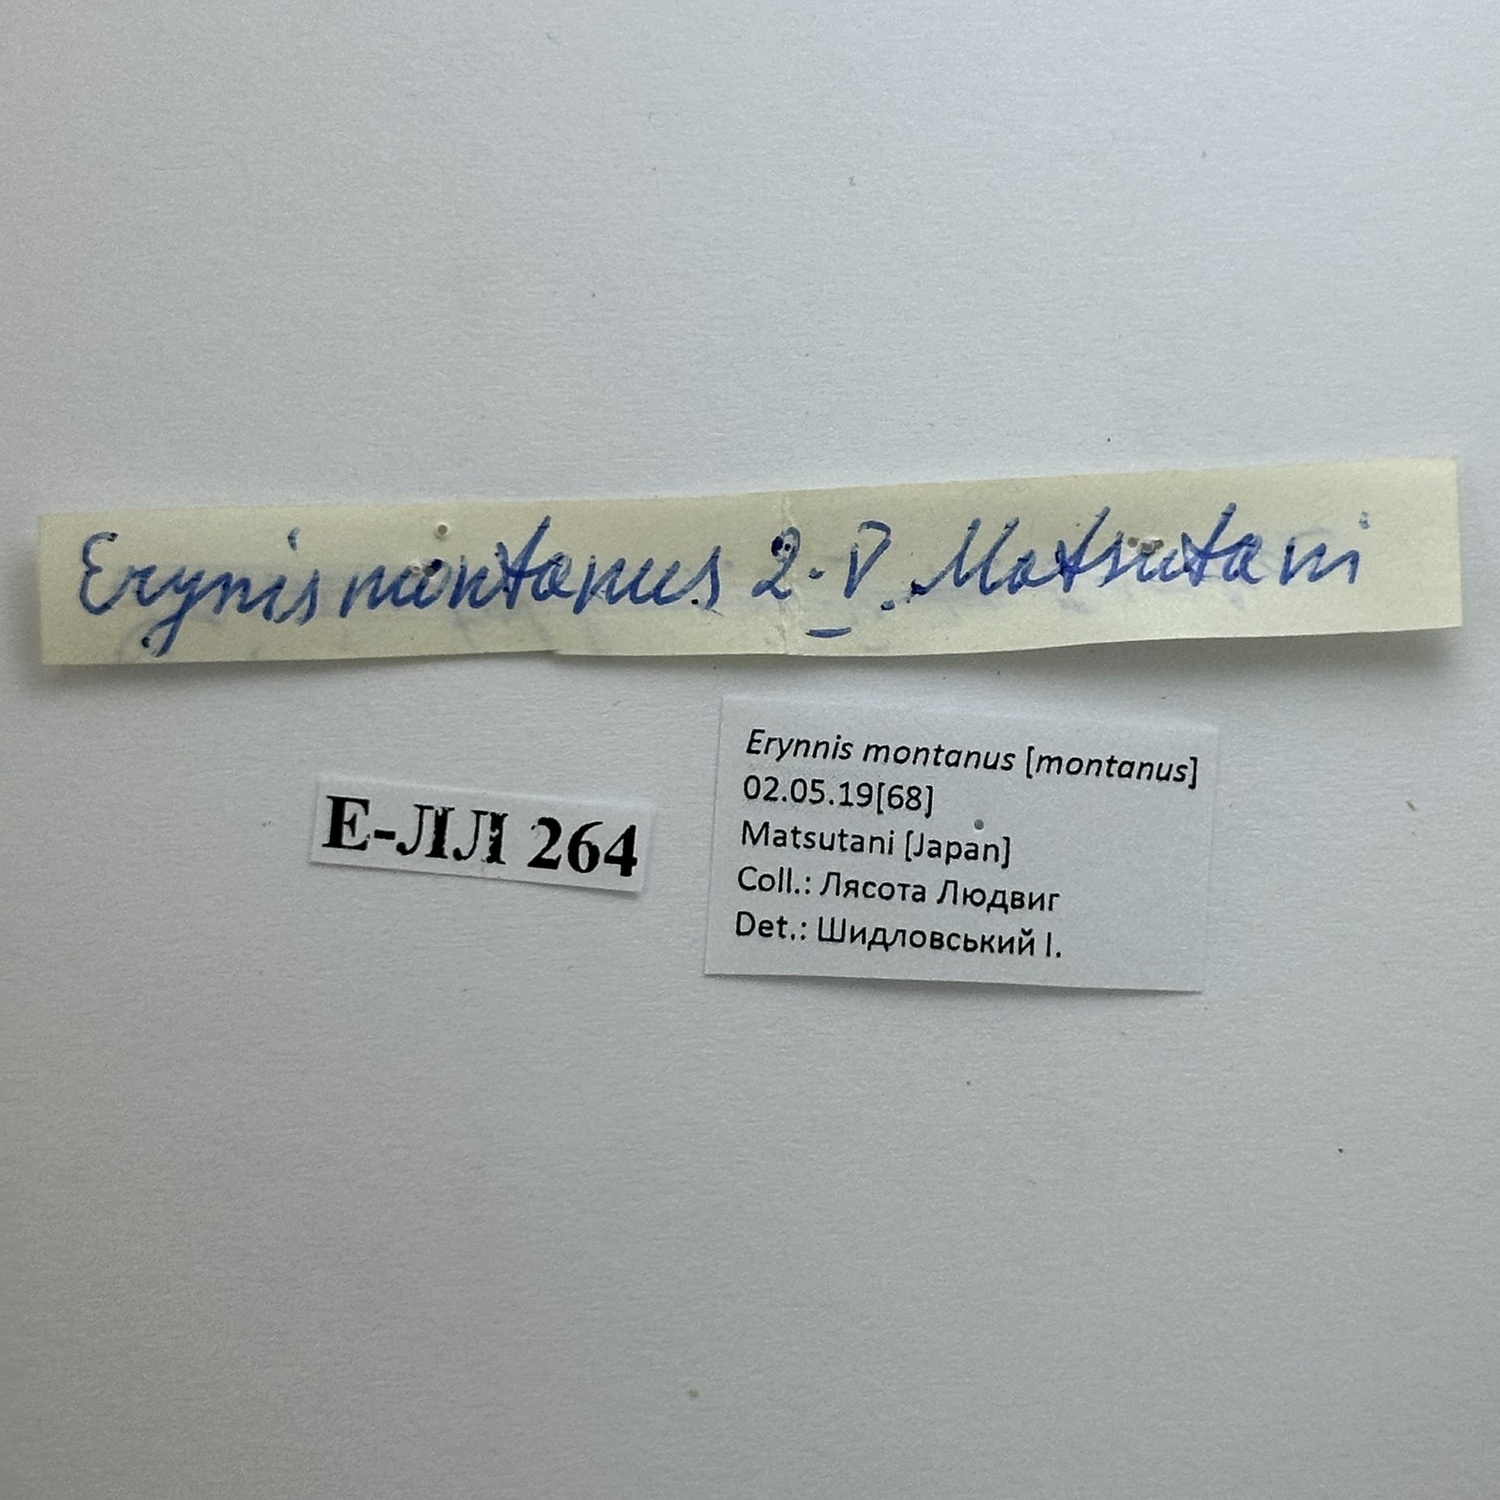 Erynis montanus 2-V. Matsutani
Erynnis montanus [montanus]
02.05.19[68]
Matsutani [Japan]
Coll.: Лясота Людвиг
Det.: Шидловський І.
Е-ЛЛ 264